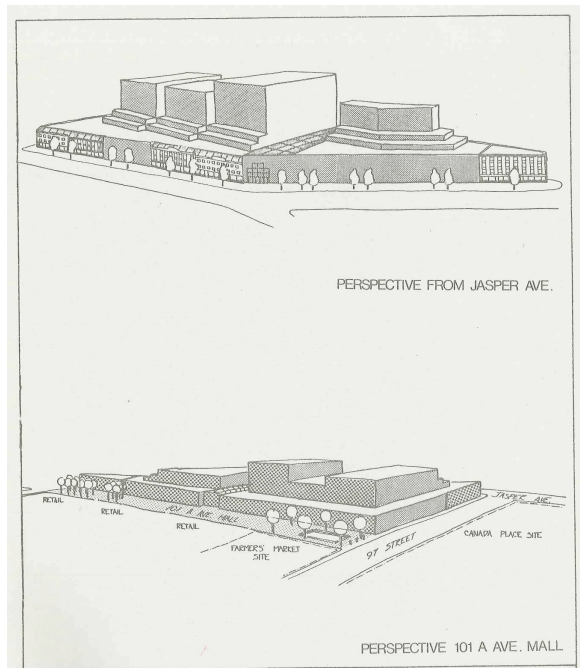 PERSPECTIVE FROM JASPER AVE.
RETAIL
RETAIL
RETAIL
101 A AVE. MALL
FARMERS' MARKET
SITE
97 STREET
JASPER AVE.
CANADA PLACE SITE
PERSPECTIVE 101 A AVE. MALL